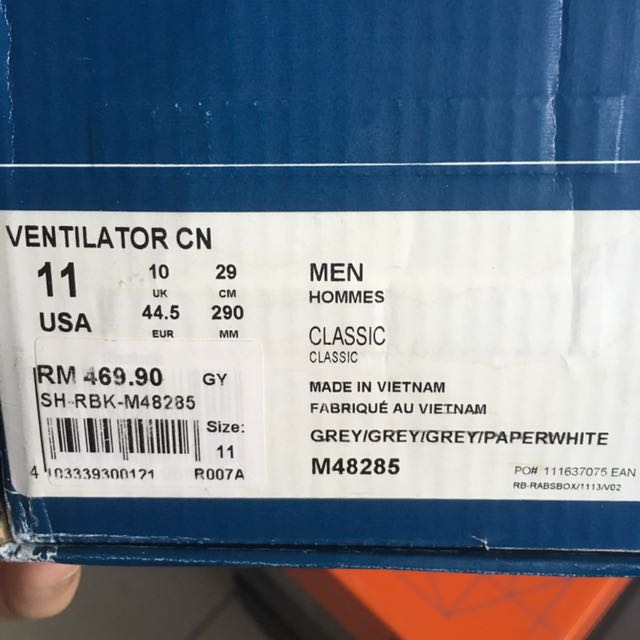 VENTILATOR CN
11 10 29
UK CM
USA 44.5 290
EUR MM
MEN
HOMMES
CLASSIC
CLASSIC
MADE IN VIETNAM
FABRIQUÉ AU VIETNAM
GREY/GREY/GREY/PAPERWHITE
M48285
PO# 111637075 EAN
RB-RABSBOX/1113/V02
RM 469.90 GY
SH-RBK-M48285
Size:
11
R007A